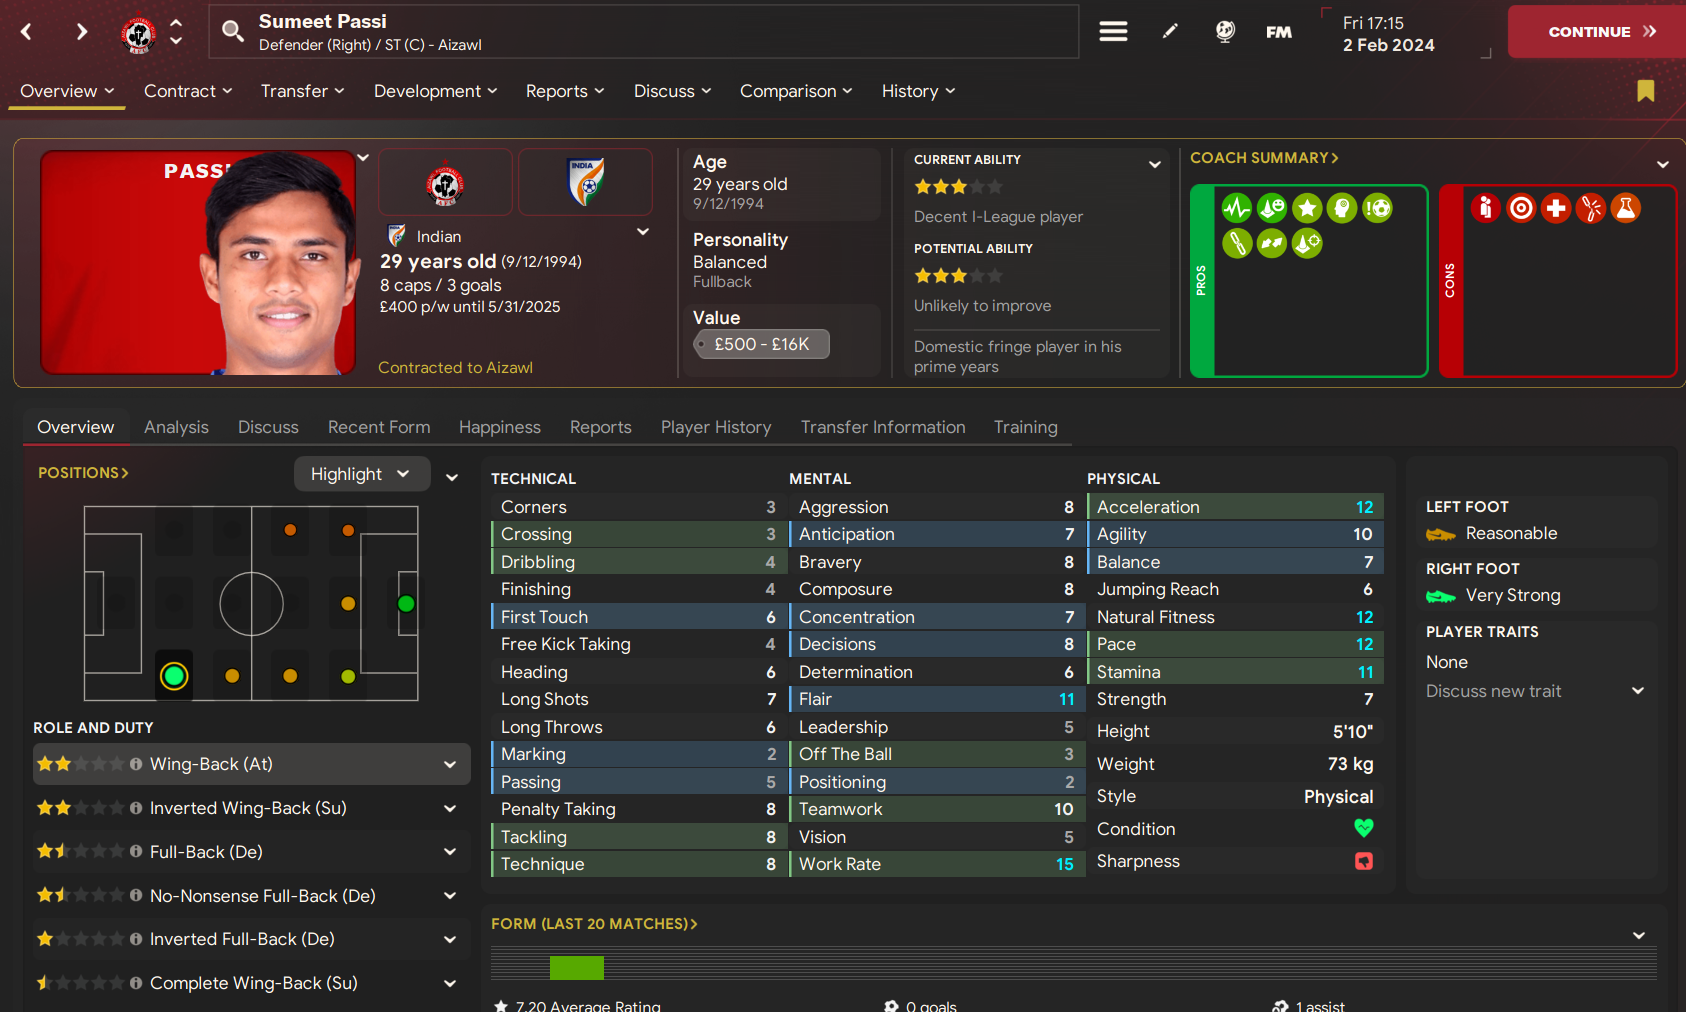 Sumeet Passi
Defender (Right) / ST (C) - Aizawl
FM
Fri 17:15
2 Feb 2024
CONTINUE
Overview
Contract
Transfer
Development
Reports
Discuss
Comparison
History
PASSI
INDIA
Indian
29 years old (9/12/1994)
8 caps / 3 goals
£400 p/w until 5/31/2025
Contracted to Aizawl
Age
29 years old
9/12/1994
Personality
Balanced
Fullback
Value
£500 - £16K
CURRENT ABILITY
Decent I-League player
POTENTIAL ABILITY
Unlikely to improve
Domestic fringe player in his
prime years
COACH SUMMARY
PROS
CONS
Overview
Analysis
Discuss
Recent Form
Happiness
Reports
Player History
Transfer Information
Training
POSITIONS
Highlight
ROLE AND DUTY
Wing-Back (At)
Inverted Wing-Back (Su)
Full-Back (De)
No-Nonsense Full-Back (De)
Inverted Full-Back (De)
Complete Wing-Back (Su)
TECHNICAL
Corners 3
Crossing 3
Dribbling 4
Finishing 4
First Touch 6
Free Kick Taking 4
Heading 6
Long Shots 7
Long Throws 6
Marking 2
Passing 5
Penalty Taking 8
Tackling 8
Technique 8
MENTAL
Aggression 8
Anticipation 7
Bravery 8
Composure 8
Concentration 7
Decisions 8
Determination 6
Flair 11
Leadership 5
Off The Ball 3
Positioning 2
Teamwork 10
Vision 5
Work Rate 15
PHYSICAL
Acceleration 12
Agility 10
Balance 7
Jumping Reach 6
Natural Fitness 12
Pace 12
Stamina 11
Strength 7
Height 5'10"
Weight 73 kg
Style Physical
Condition
Sharpness
LEFT FOOT
Reasonable
RIGHT FOOT
Very Strong
PLAYER TRAITS
None
Discuss new trait
FORM (LAST 20 MATCHES)
7.20 Average Rating
0 goals
1 assist